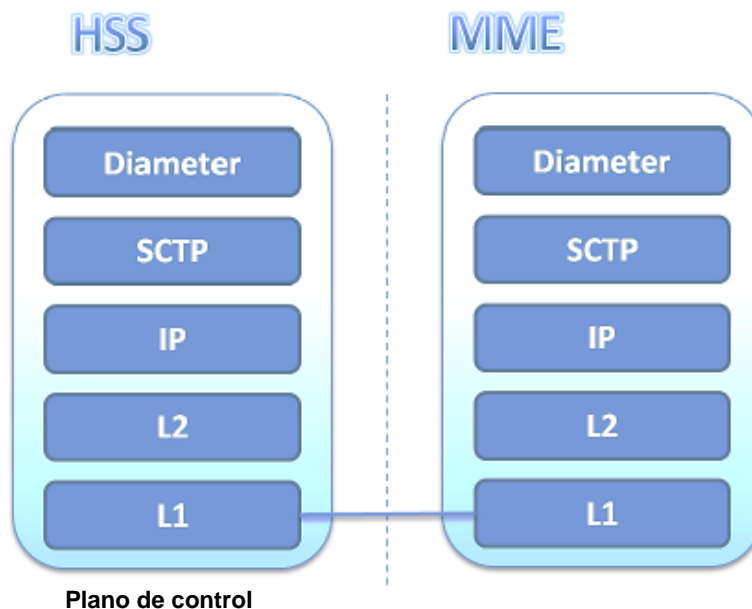 HSS MME
Diameter Diameter
SCTP SCTP
IP IP
L2 L2
L1 L1
Plano de control